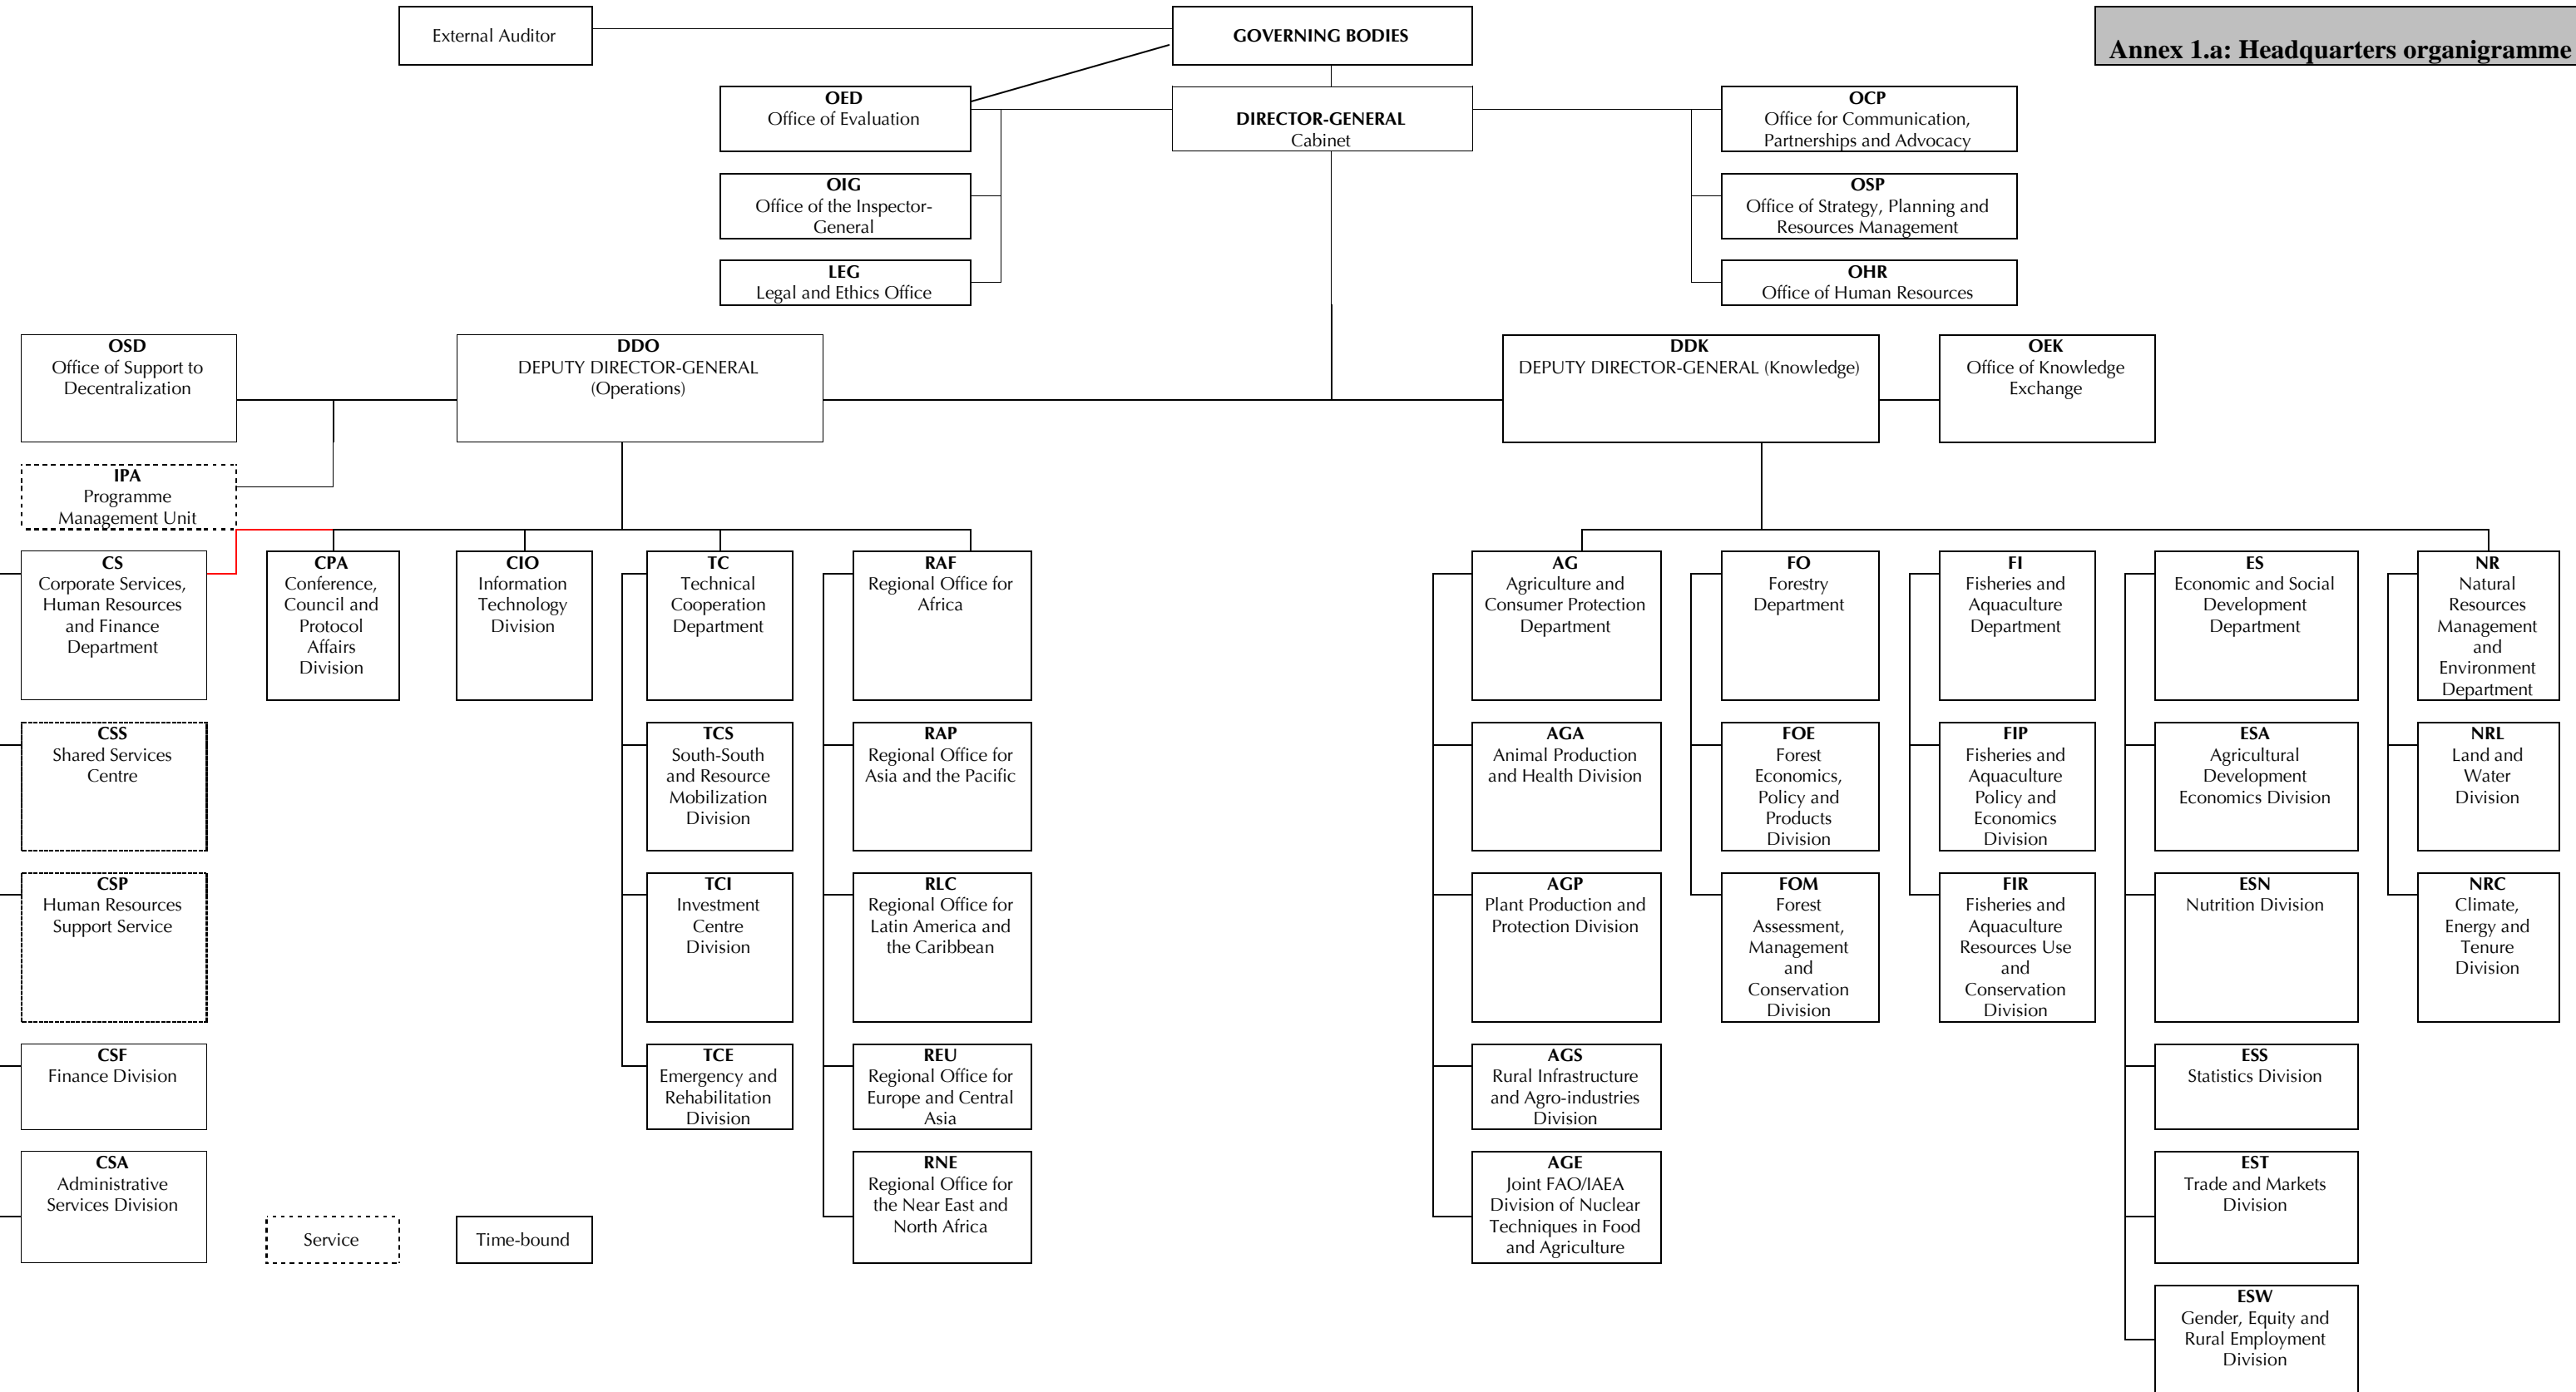 External Auditor
GOVERNING BODIES
Annex 1.a: Headquarters organigramme
OED
Office of Evaluation
DIRECTOR-GENERAL
Cabinet
OCP
Office for Communication,
Partnerships and Advocacy
OIG
Office of the Inspector-
General
OSP
Office of Strategy, Planning and
Resources Management
LEG
Legal and Ethics Office
OHR
Office of Human Resources
OSD
Office of Support to
Decentralization
DDO
DEPUTY DIRECTOR-GENERAL
(Operations)
DDK
DEPUTY DIRECTOR-GENERAL (Knowledge)
OEK
Office of Knowledge
Exchange
IPA
Programme
Management Unit
CS
Corporate Services,
Human Resources
and Finance
Department
CPA
Conference,
Council and
Protocol
Affairs
Division
CIO
Information
Technology
Division
TC
Technical
Cooperation
Department
RAF
Regional Office for
Africa
AG
Agriculture and
Consumer Protection
Department
FO
Forestry
Department
FI
Fisheries and
Aquaculture
Department
ES
Economic and Social
Development
Department
NR
Natural
Resources
Management
and
Environment
Department
CSS
Shared Services
Centre
TCS
South-South
and Resource
Mobilization
Division
RAP
Regional Office for
Asia and the Pacific
AGA
Animal Production
and Health Division
FOE
Forest
Economics,
Policy and
Products
Division
FIP
Fisheries and
Aquaculture
Policy and
Economics
Division
ESA
Agricultural
Development
Economics Division
NRL
Land and
Water
Division
CSP
Human Resources
Support Service
TCI
Investment
Centre
Division
RLC
Regional Office for
Latin America and
the Caribbean
AGP
Plant Production and
Protection Division
FOM
Forest
Assessment,
Management
and
Conservation
Division
FIR
Fisheries and
Aquaculture
Resources Use
and
Conservation
Division
ESN
Nutrition Division
NRC
Climate,
Energy and
Tenure
Division
CSF
Finance Division
TCE
Emergency and
Rehabilitation
Division
REU
Regional Office for
Europe and Central
Asia
AGS
Rural Infrastructure
and Agro-industries
Division
ESS
Statistics Division
CSA
Administrative
Services Division
Service
Time-bound
RNE
Regional Office for
the Near East and
North Africa
AGE
Joint FAO/IAEA
Division of Nuclear
Techniques in Food
and Agriculture
EST
Trade and Markets
Division
ESW
Gender, Equity and
Rural Employment
Division